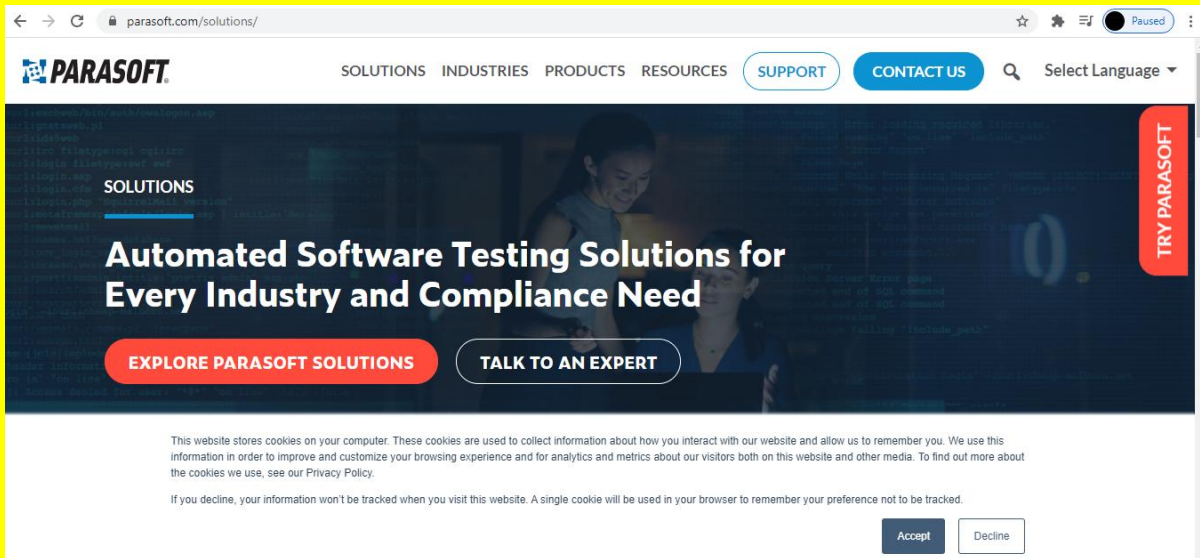 parasoft.com/solutions/
Paused
PARASOFT.
SOLUTIONS INDUSTRIES PRODUCTS RESOURCES SUPPORT CONTACT US Select Language
TRY PARASOFT
SOLUTIONS
Automated Software Testing Solutions for
Every Industry and Compliance Need
EXPLORE PARASOFT SOLUTIONS TALK TO AN EXPERT
This website stores cookies on your computer. These cookies are used to collect information about how you interact with our website and allow us to remember you. We use this
information in order to improve and customize your browsing experience and for analytics and metrics about our visitors both on this website and other media. To find out more about
the cookies we use, see our Privacy Policy.
If you decline, your information won't be tracked when you visit this website. A single cookie will be used in your browser to remember your preference not to be tracked.
Accept Decline